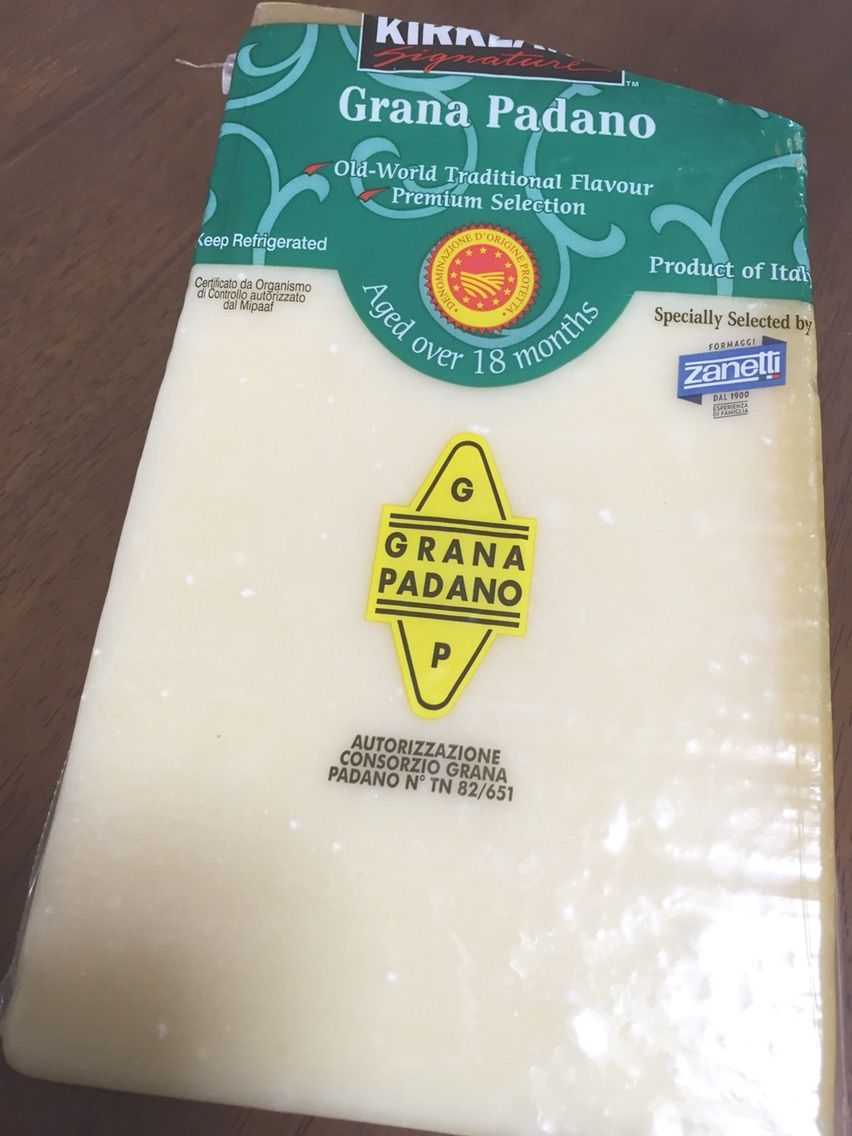 Signature
TM
Grana Padano
Old-World Traditional Flavour
Premium Selection
Keep Refrigerated
Product of
Certificato da Organismo
di Controllo autorizzato
dal Mipaaf
DENOMINAZIONE D'ORIGINE PROTETTA
Aged over 18 months
Specially Selected by
FORMAGGI
zanetti
DAL 1900
ESPERIENZA
DI FAMIGLIA
G
GRANA
PADANO
P
AUTORIZZAZIONE
CONSORZIO GRANA
PADANO N° TN 82/651